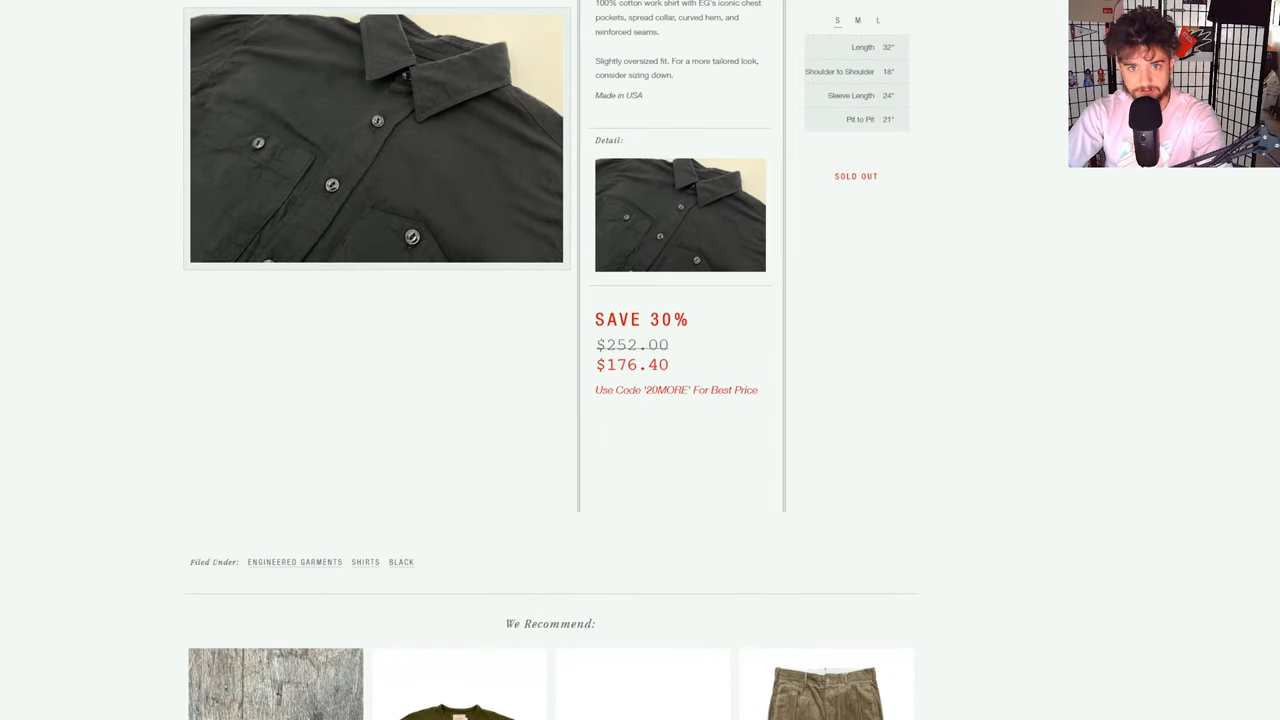 100% cotton work shirt with EG's iconic chest
pockets, spread collar, curved hem, and
reinforced seams.
Slightly oversized fit. For a more tailored look,
consider sizing down.
Made in USA
Detail:
SAVE 30%
$252.00
$176.40
Use Code '20MORE' For Best Price
S M L
Length 32"
Shoulder to Shoulder 18"
Sleeve Length 24"
Pit to Pit 21"
SOLD OUT
Filed Under: ENGINEERED GARMENTS SHIRTS BLACK
We Recommend: